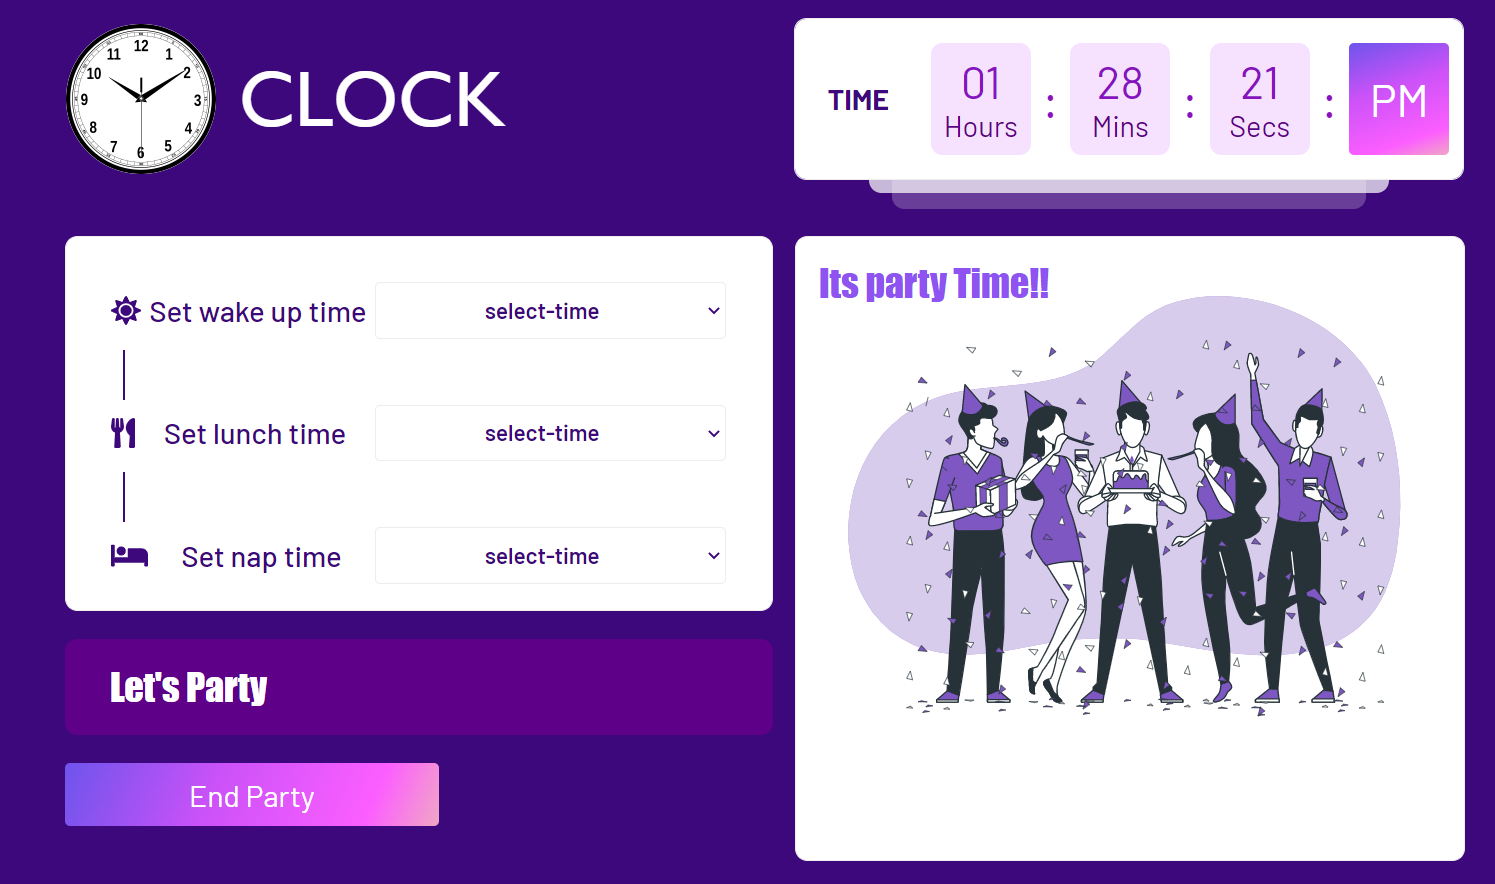 12
11
1
10
2
9
3
8
4
7
5
6
CLOCK
TIME
01
Hours
:
28
Mins
:
21
Secs
:
PM
Set wake up time
select-time
Set lunch time
select-time
Set nap time
select-time
Let's Party
End Party
Its party Time!!